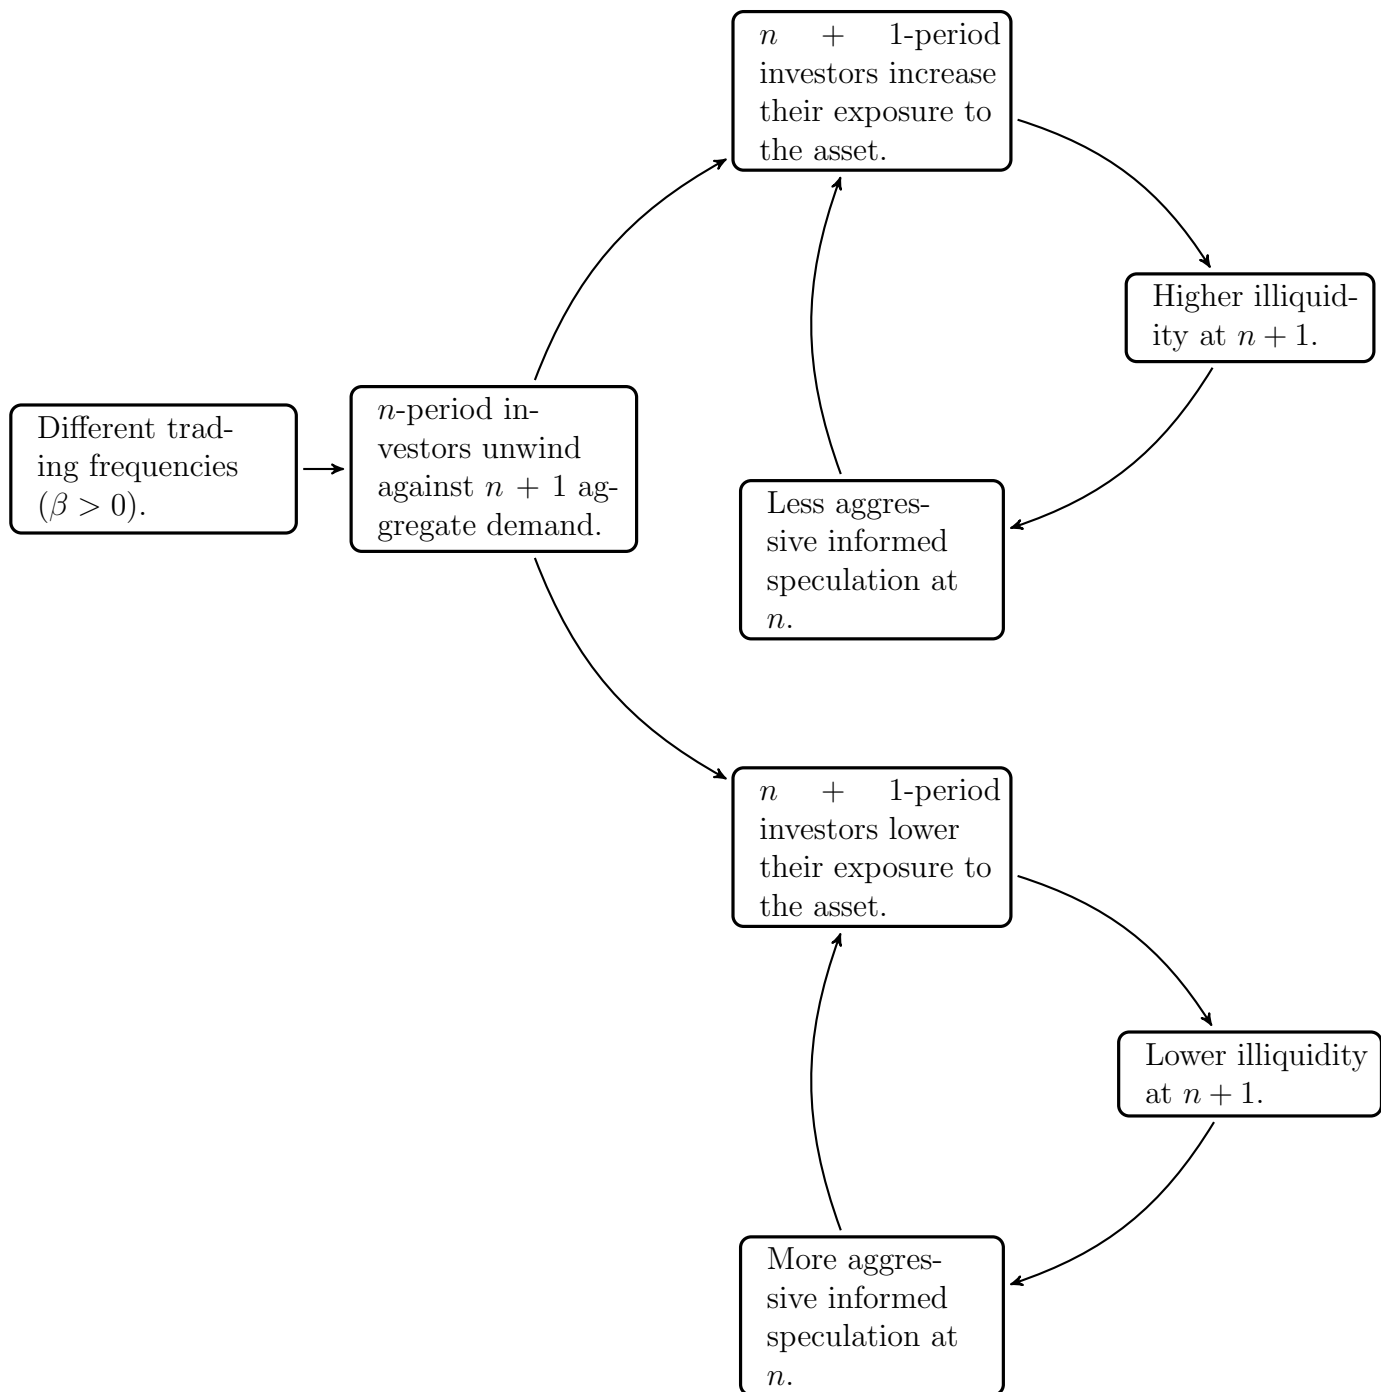 n + 1-period
investors increase
their exposure to
the asset.
Higher illiquid-
ity at n + 1.
Different trad-
ing frequencies
(β > 0).
n-period in-
vestors unwind
against n + 1 ag-
gregate demand.
Less aggres-
sive informed
speculation at
n.
n + 1-period
investors lower
their exposure to
the asset.
Lower illiquidity
at n + 1.
More aggres-
sive informed
speculation at
n.